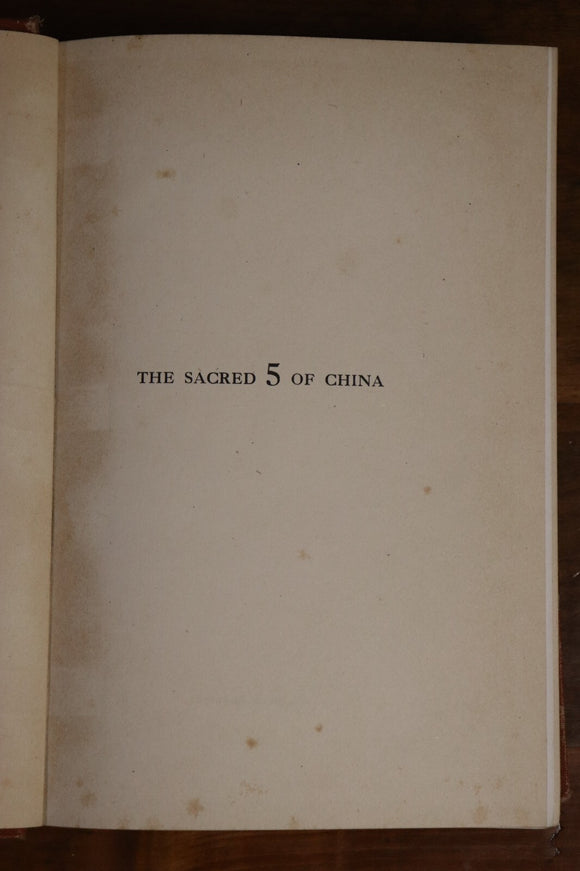 THE SACRED 5 OF CHINA